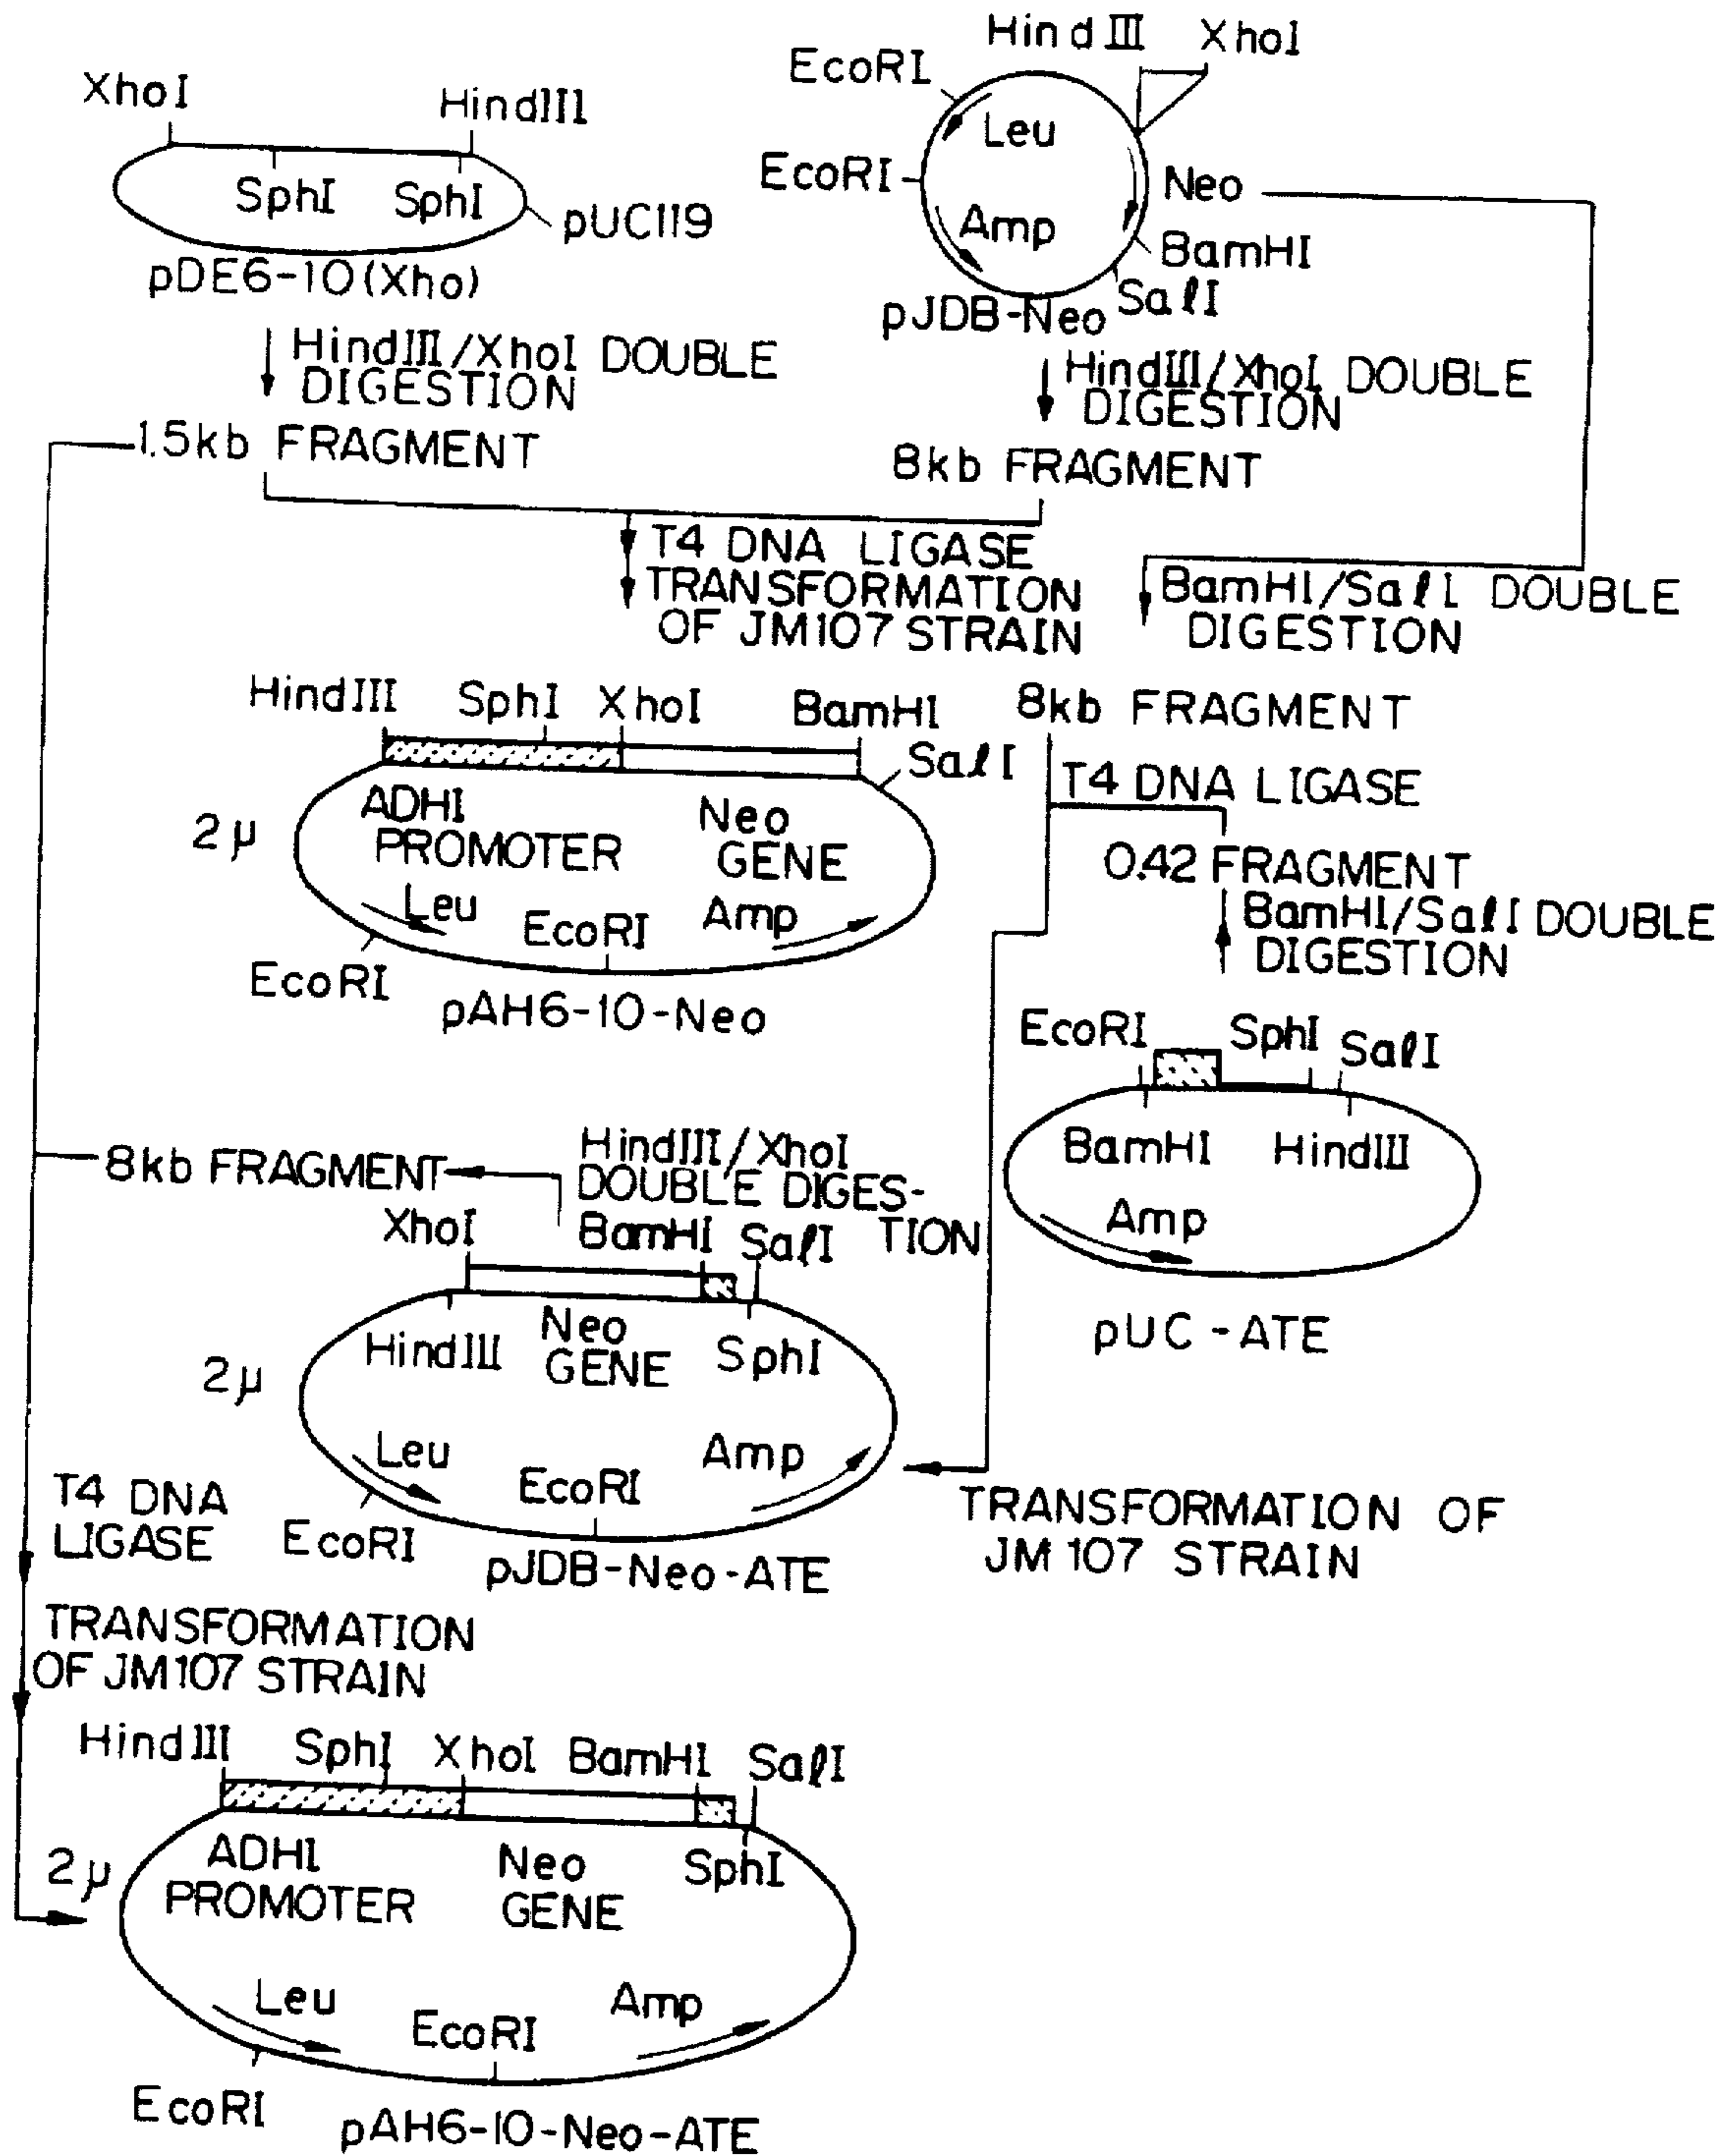 XhoI
HindIII
SphI
SphI
pUC119
pDE6-10(Xho)
HindIII
XhoI
EcoRI
Leu
EcoRI
Neo
Amp
BamHI
SalI
pJDB-Neo
HindIII/XhoI DOUBLE
DIGESTION
HindIII/XhoI DOUBLE
DIGESTION
1.5kb FRAGMENT
8kb FRAGMENT
T4 DNA LIGASE
TRANSFORMATION
OF JM107 STRAIN
BamHI/SalI DOUBLE
DIGESTION
HindIII
SphI
XhoI
BamHI
SalI
ADHI
PROMOTER
Neo
GENE
2μ
Leu
EcoRI
Amp
EcoRI
pAH6-10-Neo
8kb FRAGMENT
T4 DNA LIGASE
0.42 FRAGMENT
BamHI/SalI DOUBLE
DIGESTION
EcoRI
SphI
SalI
BamHI
HindIII
Amp
pUC-ATE
8kb FRAGMENT
HindIII/XhoI
DOUBLE DIGES-
TION
XhoI
BamHI
SalI
HindIII
Neo
GENE
SphI
2μ
Leu
EcoRI
Amp
EcoRI
pJDB-Neo-ATE
TRANSFORMATION OF
JM107 STRAIN
T4 DNA
LIGASE
TRANSFORMATION
OF JM107 STRAIN
HindIII
SphI
XhoI
BamHI
SalI
2μ
ADHI
PROMOTER
Neo
GENE
SphI
Leu
EcoRI
Amp
EcoRI
pAH6-10-Neo-ATE